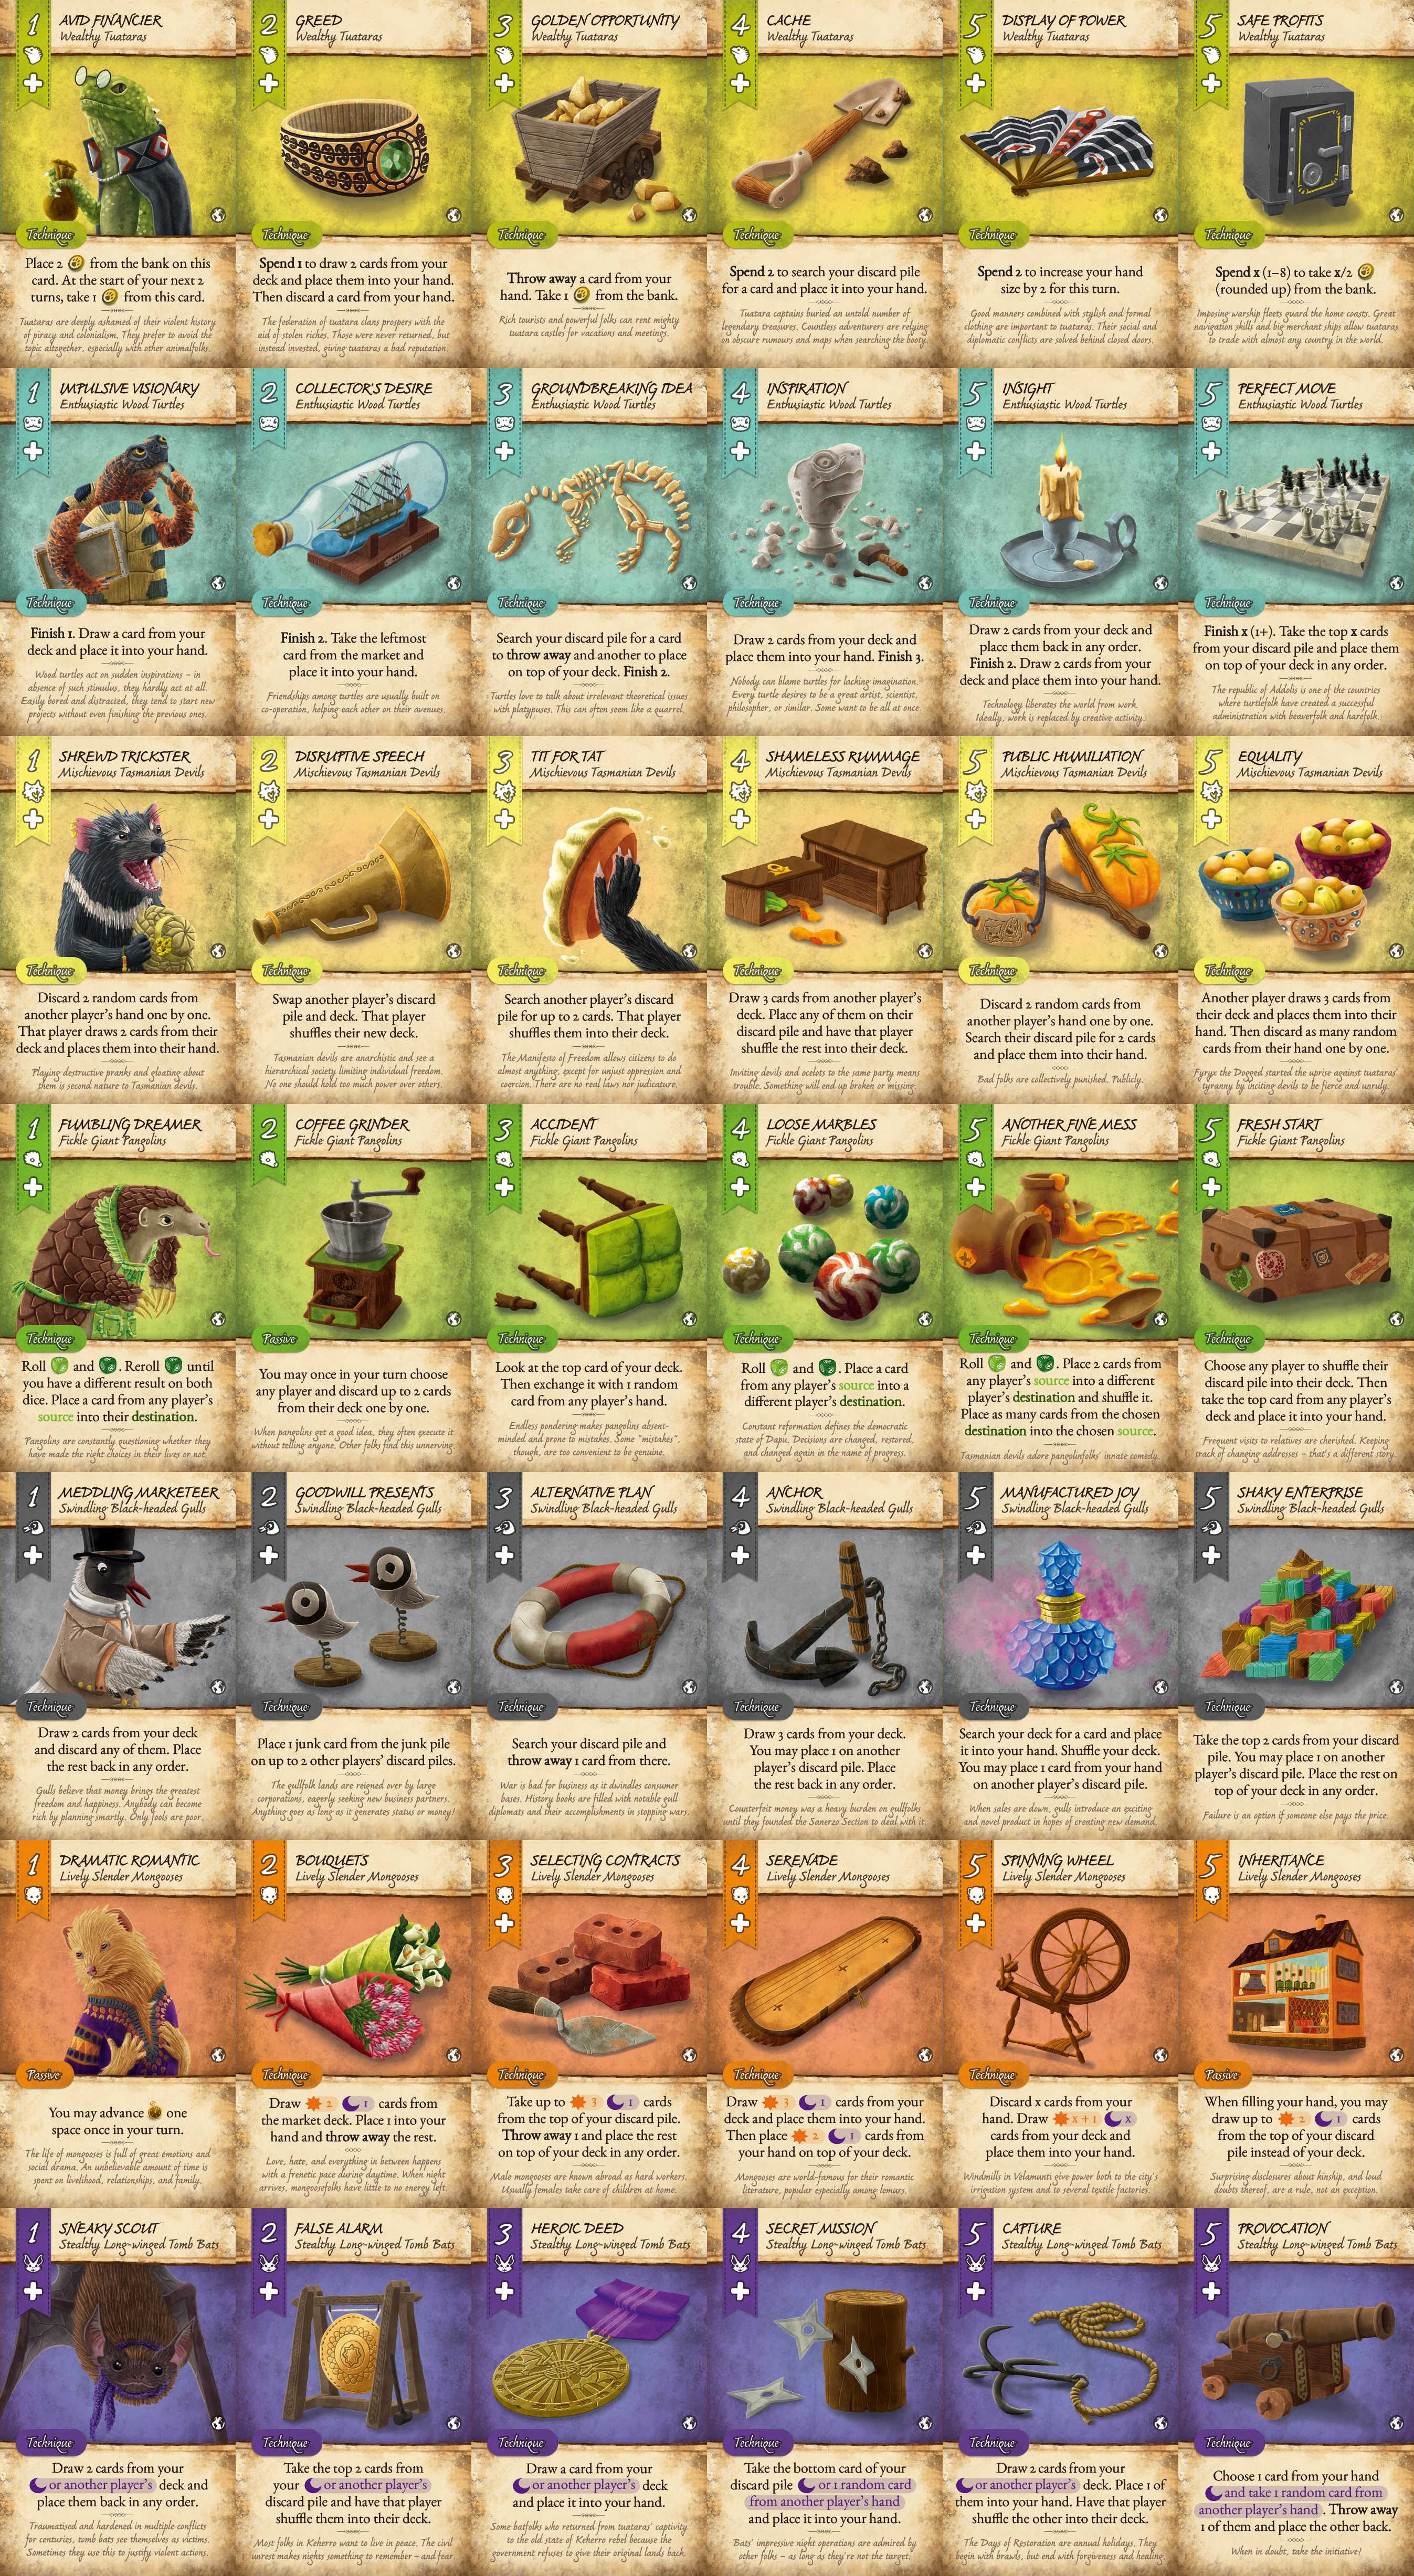 1
AVID FINANCIER
Wealthy Tuataras
Technique
Place 2 from the bank on this
card. At the start of your next 2
turns, take 1 from this card.
Tuataras are deeply ashamed of their violent history
of piracy and colonialism. They prefer to avoid the
topic altogether, especially with other animalfolks.
2
GREED
Wealthy Tuataras
Technique
Spend 1 to draw 2 cards from your
deck and place them into your hand.
Then discard a card from your hand.
The federation of tuatara clans prospers with the
aid of stolen riches. Those were never returned, but
instead invested, giving tuataras a bad reputation.
3
GOLDEN OPPORTUNITY
Wealthy Tuataras
Technique
Throw away a card from your
hand. Take 1 from the bank.
Rich tourists and powerful folks can rent mighty
tuatara castles for vacations and meetings.
4
CACHE
Wealthy Tuataras
Technique
Spend 2 to search your discard pile
for a card and place it into your hand.
Tuatara captains buried an untold number of
legendary treasures. Countless adventurers are relying
on obscure rumours and maps when searching the booty.
5
DISPLAY OF POWER
Wealthy Tuataras
Technique
Spend 2 to increase your hand
size by 2 for this turn.
Good manners combined with stylish and formal
clothing are important to tuataras. Their social and
diplomatic conflicts are solved behind closed doors.
5
SAFE PROFITS
Wealthy Tuataras
Technique
Spend x (1–8) to take x/2
(rounded up) from the bank.
Imposing warship fleets guard the home coasts. Great
navigation skills and big merchant ships allow tuataras
to trade with almost any country in the world.
1
IMPULSIVE VISIONARY
Enthusiastic Wood Turtles
Technique
Finish 1. Draw a card from your
deck and place it into your hand.
Wood turtles act on sudden inspirations – in
absence of such stimulus, they hardly act at all.
Easily bored and distracted, they tend to start new
projects without even finishing the previous ones.
2
COLLECTOR'S DESIRE
Enthusiastic Wood Turtles
Technique
Finish 2. Take the leftmost
card from the market and
place it into your hand.
Friendships among turtles are usually built on
co-operation, helping each other on their avenues.
3
GROUNDBREAKING IDEA
Enthusiastic Wood Turtles
Technique
Search your discard pile for a card
to throw away and another to place
on top of your deck. Finish 2.
Turtles love to talk about irrelevant theoretical issues
with platypuses. This can often seem like a quarrel.
4
INSPIRATION
Enthusiastic Wood Turtles
Technique
Draw 2 cards from your deck and
place them into your hand. Finish 3.
Nobody can blame turtles for lacking imagination.
Every turtle desires to be a great artist, scientist,
philosopher, or similar. Some want to be all at once.
5
INSIGHT
Enthusiastic Wood Turtles
Technique
Draw 2 cards from your deck and
place them back in any order.
Finish 2. Draw 2 cards from your
deck and place them into your hand.
Technology liberates the world from work.
Ideally, work is replaced by creative activity.
5
PERFECT MOVE
Enthusiastic Wood Turtles
Technique
Finish x (1+). Take the top x cards
from your discard pile and place them
on top of your deck in any order.
The republic of Addolis is one of the countries
where turtlefolk have created a successful
administration with beaverfolk and harefolk.
1
SHREWD TRICKSTER
Mischievous Tasmanian Devils
Technique
Discard 2 random cards from
another player's hand one by one.
That player draws 2 cards from their
deck and places them into their hand.
Playing destructive pranks and gloating about
them is second nature to Tasmanian devils.
2
DISRUPTIVE SPEECH
Mischievous Tasmanian Devils
Technique
Swap another player's discard
pile and deck. That player
shuffles their new deck.
Tasmanian devils are anarchistic and see a
hierarchical society limiting individual freedom.
No one should hold too much power over others.
3
TIT FOR TAT
Mischievous Tasmanian Devils
Technique
Search another player's discard
pile for up to 2 cards. That player
shuffles them into their deck.
The Manifesto of Freedom allows citizens to do
almost anything, except for unjust oppression and
coercion. There are no real laws nor judicature.
4
SHAMELESS RUMMAGE
Mischievous Tasmanian Devils
Technique
Draw 3 cards from another player's
deck. Place any of them on their
discard pile and have that player
shuffle the rest into their deck.
Inviting devils and ocelots to the same party means
trouble. Something will end up broken or missing.
5
PUBLIC HUMILIATION
Mischievous Tasmanian Devils
Technique
Discard 2 random cards from
another player's hand one by one.
Search their discard pile for 2 cards
and place them into their hand.
Bad folks are collectively punished. Publicly.
5
EQUALITY
Mischievous Tasmanian Devils
Technique
Another player draws 3 cards from
their deck and places them into their
hand. Then discard as many random
cards from their hand one by one.
Fyryx the Dogged started the uprise against tuataras'
tyranny by inciting devils to be fierce and unruly.
1
FUMBLING DREAMER
Fickle Giant Pangolins
Technique
Roll and . Reroll until
you have a different result on both
dice. Place a card from any player's
source into their destination.
Pangolins are constantly questioning whether they
have made the right choices in their lives or not.
2
COFFEE GRINDER
Fickle Giant Pangolins
Passive
You may once in your turn choose
any player and discard up to 2 cards
from their deck one by one.
When pangolins get a good idea, they often execute it
without telling anyone. Other folks find this unnerving.
3
ACCIDENT
Fickle Giant Pangolins
Technique
Look at the top card of your deck.
Then exchange it with 1 random
card from any player's hand.
Endless pondering makes pangolins absent-
minded and prone to mistakes. Some "mistakes",
though, are too convenient to be genuine.
4
LOOSE MARBLES
Fickle Giant Pangolins
Technique
Roll and . Place a card
from any player's source into a
different player's destination.
Constant reformation defines the democratic
state of Dapu. Decisions are changed, restored,
and changed again in the name of progress.
5
ANOTHER FINE MESS
Fickle Giant Pangolins
Technique
Roll and . Place 2 cards from
any player's source into a different
player's destination and shuffle it.
Place as many cards from the chosen
destination into the chosen source.
Tasmanian devils adore pangolinfolks' innate comedy.
5
FRESH START
Fickle Giant Pangolins
Technique
Choose any player to shuffle their
discard pile into their deck. Then
take the top card from any player's
deck and place it into your hand.
Frequent visits to relatives are cherished. Keeping
track of changing addresses – that's a different story.
1
MEDDLING MARKETEER
Swindling Black-headed Gulls
Technique
Draw 2 cards from your deck
and discard any of them. Place
the rest back in any order.
Gulls believe that money brings the greatest
freedom and happiness. Anybody can become
rich by planning smartly. Only fools are poor.
2
GOODWILL PRESENTS
Swindling Black-headed Gulls
Technique
Place 1 junk card from the junk pile
on up to 2 other players' discard piles.
The gullfolk lands are reigned over by large
corporations, eagerly seeking new business partners.
Anything goes as long as it generates status or money!
3
ALTERNATIVE PLAN
Swindling Black-headed Gulls
Technique
Search your discard pile and
throw away 1 card from there.
War is bad for business as it dwindles consumer
bases. History books are filled with notable gull
diplomats and their accomplishments in stopping wars.
4
ANCHOR
Swindling Black-headed Gulls
Technique
Draw 3 cards from your deck.
You may place 1 on another
player's discard pile. Place
the rest back in any order.
Counterfeit money was a heavy burden on gullfolks
until they founded the Sanerzo Section to deal with it.
5
MANUFACTURED JOY
Swindling Black-headed Gulls
Technique
Search your deck for a card and place
it into your hand. Shuffle your deck.
You may place 1 card from your hand
on another player's discard pile.
When sales are down, gulls introduce an exciting
and novel product in hopes of creating new demand.
5
SHAKY ENTERPRISE
Swindling Black-headed Gulls
Technique
Take the top 2 cards from your discard
pile. You may place 1 on another
player's discard pile. Place the rest on
top of your deck in any order.
Failure is an option if someone else pays the price.
1
DRAMATIC ROMANTIC
Lively Slender Mongooses
Passive
You may advance one
space once in your turn.
The life of mongooses is full of great emotions and
social drama. An unbelievable amount of time is
spent on livelihood, relationships, and family.
2
BOUQUETS
Lively Slender Mongooses
Technique
Draw 2 1 cards from
the market deck. Place 1 into your
hand and throw away the rest.
Love, hate, and everything in between happens
with a frenetic pace during daytime. When night
arrives, mongoosefolks have little to no energy left.
3
SELECTING CONTRACTS
Lively Slender Mongooses
Technique
Take up to 3 1 cards
from the top of your discard pile.
Throw away 1 and place the rest
on top of your deck in any order.
Male mongooses are known abroad as hard workers.
Usually females take care of children at home.
4
SERENADE
Lively Slender Mongooses
Technique
Draw 3 1 cards from your
deck and place them into your hand.
Then place 2 1 cards from
your hand on top of your deck.
Mongooses are world-famous for their romantic
literature, popular especially among lemurs.
5
SPINNING WHEEL
Lively Slender Mongooses
Technique
Discard x cards from your
hand. Draw x+1 x
cards from your deck and
place them into your hand.
Windmills in Velamunti give power both to the city's
irrigation system and to several textile factories.
5
INHERITANCE
Lively Slender Mongooses
Passive
When filling your hand, you may
draw up to 2 1 cards
from the top of your discard
pile instead of your deck.
Surprising disclosures about kinship, and loud
doubts thereof, are a rule, not an exception.
1
SNEAKY SCOUT
Stealthy Long-winged Tomb Bats
Technique
Draw 2 cards from your
or another player's deck and
place them back in any order.
Traumatised and hardened in multiple conflicts
for centuries, tomb bats see themselves as victims.
Sometimes they use this to justify violent actions.
2
FALSE ALARM
Stealthy Long-winged Tomb Bats
Technique
Take the top 2 cards from
your or another player's
discard pile and have that player
shuffle them into their deck.
Most folks in Keherro want to live in peace. The civil
unrest makes nights something to remember – and fear.
3
HEROIC DEED
Stealthy Long-winged Tomb Bats
Technique
Draw a card from your
or another player's deck
and place it into your hand.
Some batfolks who returned from tuataras' captivity
to the old state of Keherro rebel because the
government refuses to give their original lands back.
4
SECRET MISSION
Stealthy Long-winged Tomb Bats
Technique
Take the bottom card of your
discard pile or 1 random card
from another player's hand
and place it into your hand.
Bats' impressive night operations are admired by
other folks – as long as they're not the target.
5
CAPTURE
Stealthy Long-winged Tomb Bats
Technique
Draw 2 cards from your
or another player's deck. Place 1 of
them into your hand. Have that player
shuffle the other into their deck.
The Days of Restoration are annual holidays. They
begin with brawls, but end with forgiveness and healing.
5
PROVOCATION
Stealthy Long-winged Tomb Bats
Technique
Choose 1 card from your hand
and take 1 random card from
another player's hand. Throw away
1 of them and place the other back.
When in doubt, take the initiative!